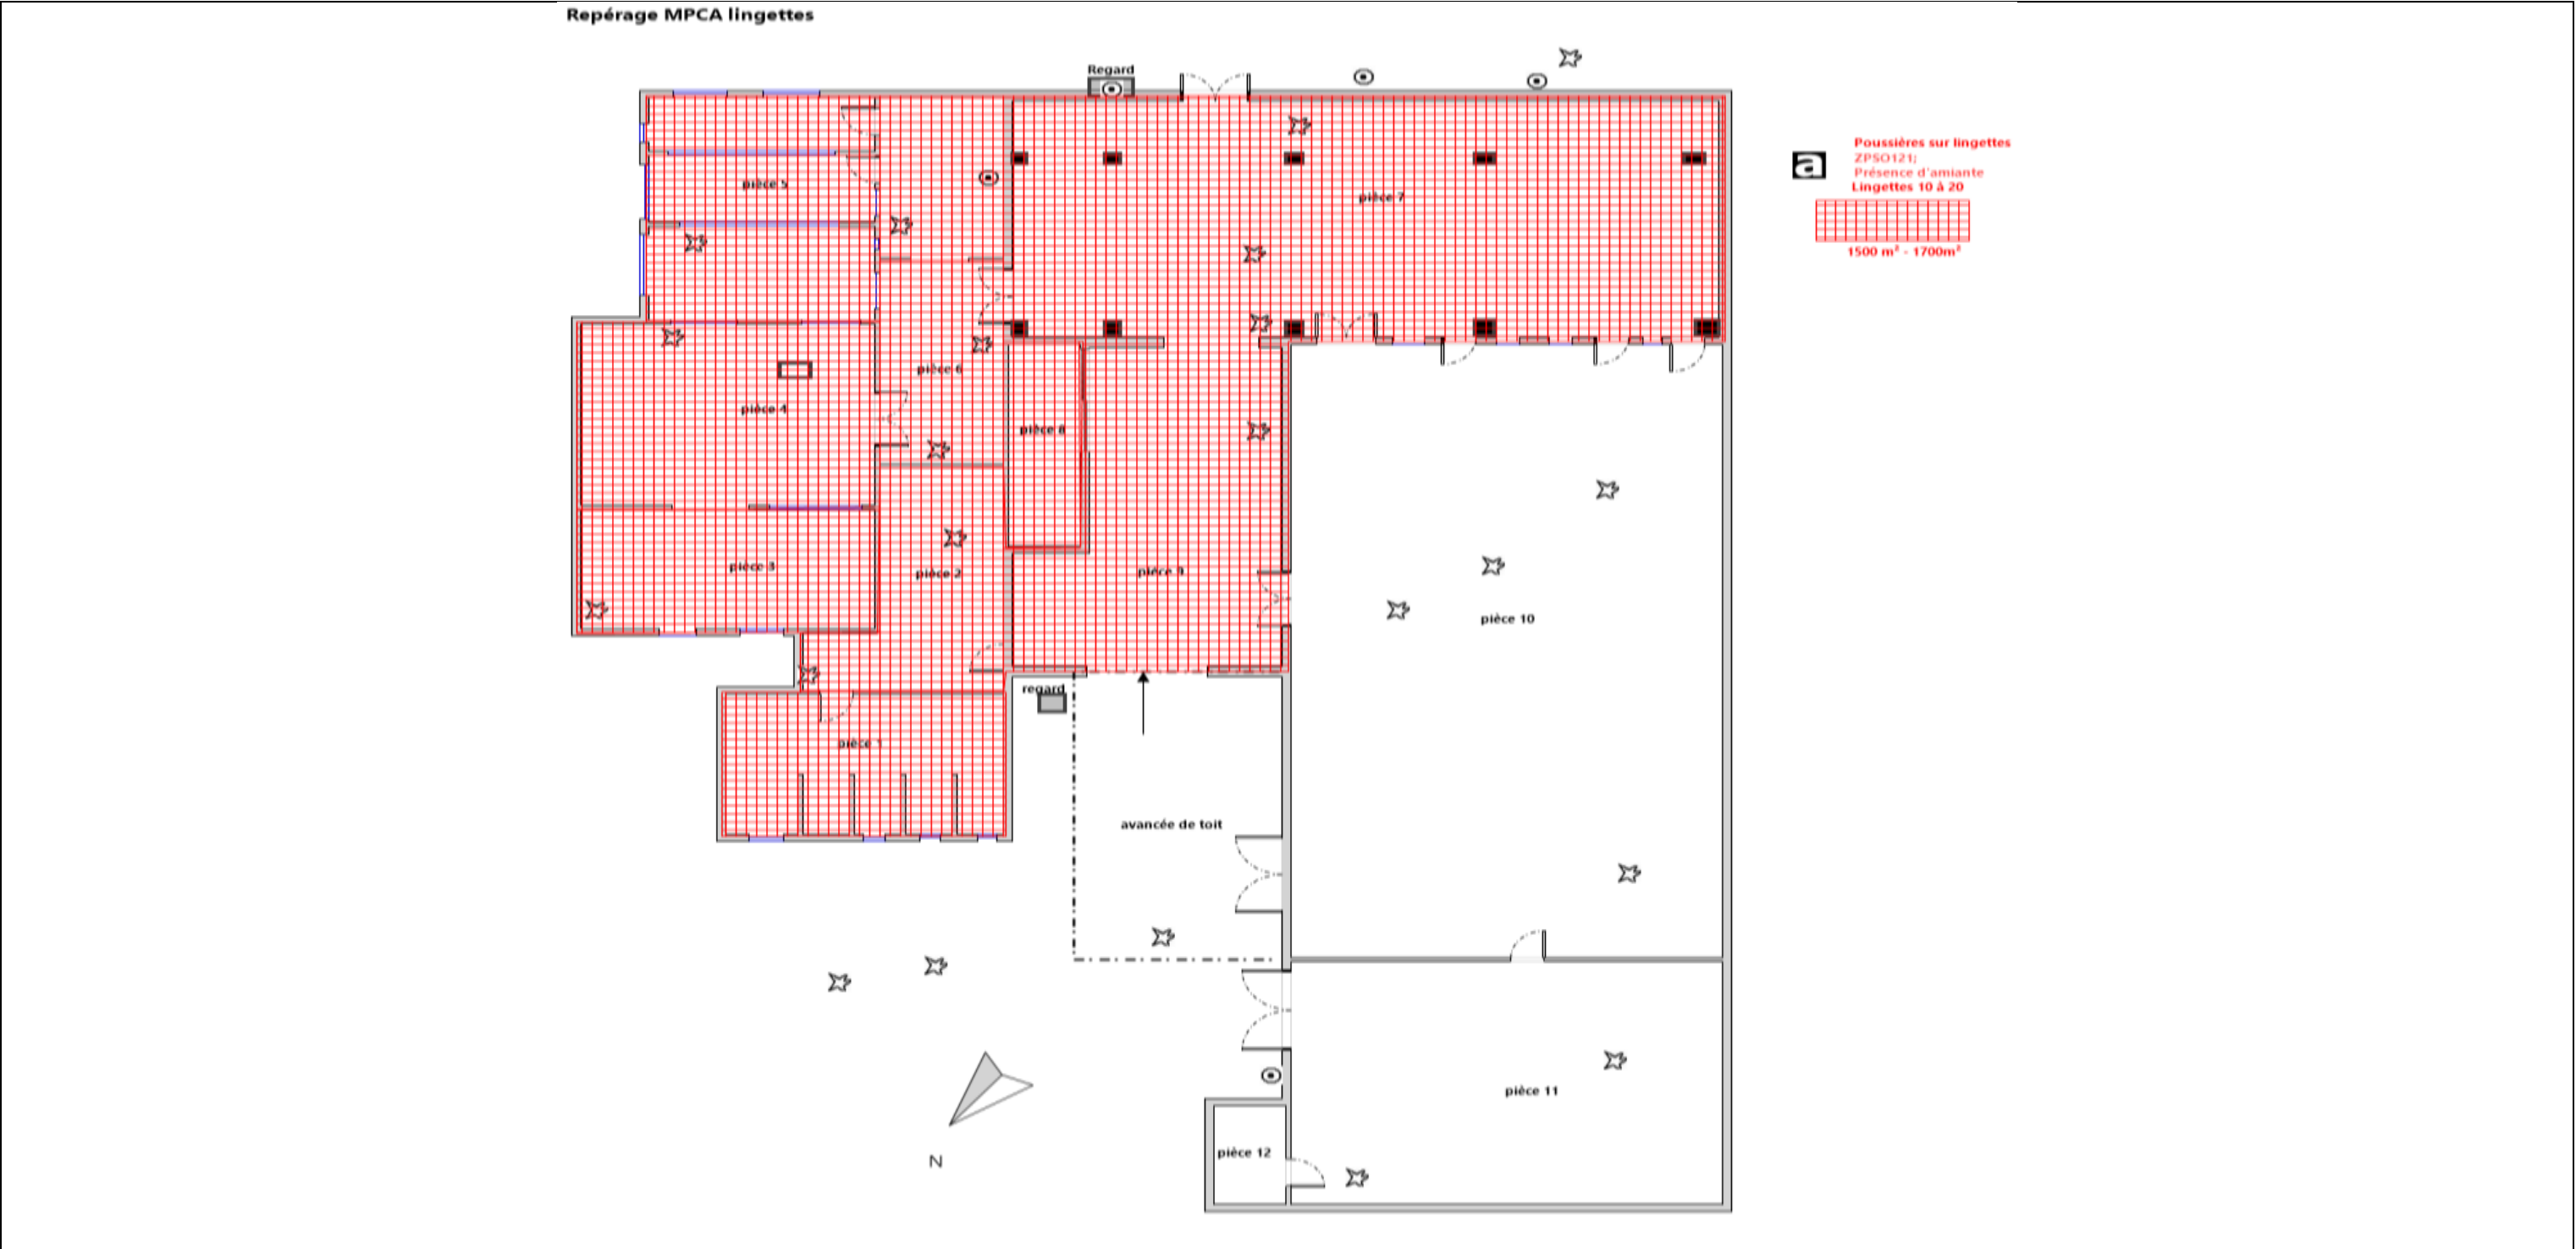 Repérage MPCA lingettes
Regard
a
Poussières sur lingettes
ZPSO121;
Présence d'amiante
Lingettes 10 à 20
1500 m² - 1700m²
pièce 5
pièce 7
pièce 6
pièce 4
pièce 8
pièce 3
pièce 2
pièce 9
pièce 10
regard
pièce 1
avancée de toit
pièce 11
pièce 12
N